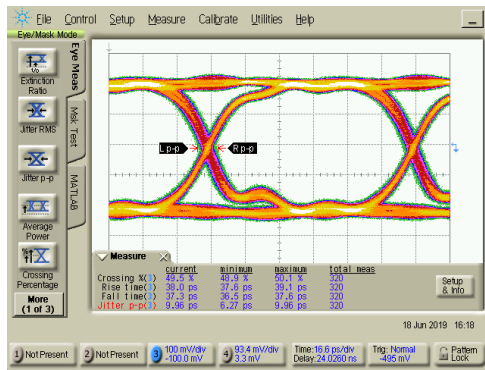 File Control Setup Measure Calibrate Utilities Help
Eye/Mask Mode
Extinction
Ratio
Jitter RMS
Jitter p-p
Average
Power
Crossing
Percentage
More
(1 of 3)
Eye Meas
Msk Test
MATLAB
L p-p
R p-p
Measure
current minimum maximum total meas
Crossing %(3) 49.5 % 48.9 % 50.1 % 320
Rise time(3) 38.0 ps 37.6 ps 39.1 ps 320
Fall time(3) 37.3 ps 36.5 ps 37.6 ps 320
Jitter p-p(3) 9.96 ps 6.27 ps 9.96 ps 320
Setup
& Info
18 Jun 2019 16:18
1 Not Present
2 Not Present
3 100 mV/div
-100.0 mV
4 93.4 mV/div
3.3 mV
Time:16.6 ps/div
Delay:24.0260 ns
Trig: Normal
-495 mV
Pattern
Lock